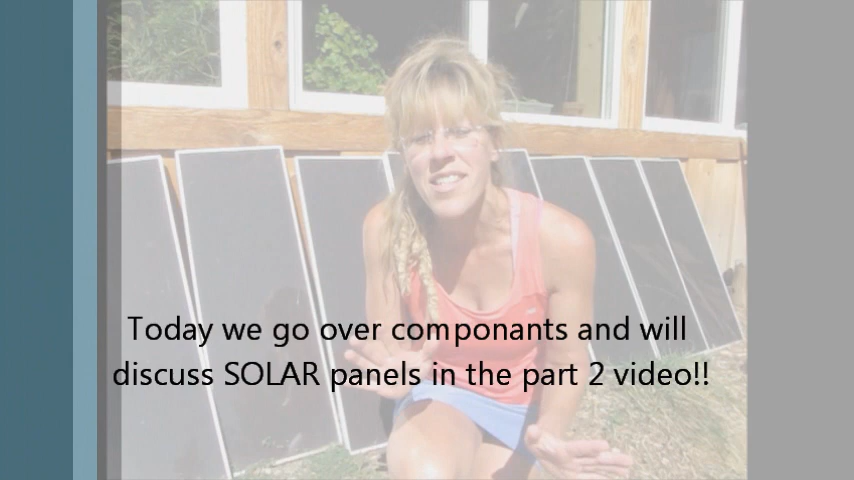 Today we go over componants and will
discuss SOLAR panels in the part 2 video!!